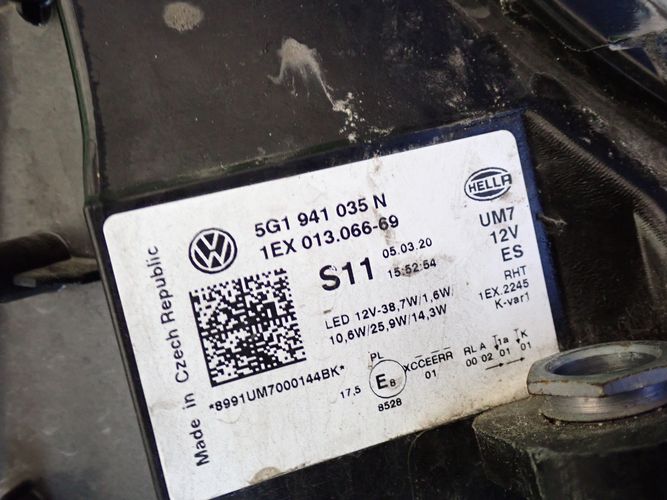 5G1 941 035 N
1EX 013.066-69
HELLA
UM7
12V
ES
RHT
1EX.2245
K-var1
S11
05.03.20
15:52:54
LED 12V-38,7W/1,6W/
10,6W/25,9W/14,3W
*8991UM7000144BK*
PL
17,5
E8
8528
XCCEERR
01
RL A 1a K
00 02 01 01
Made in Czech Republic